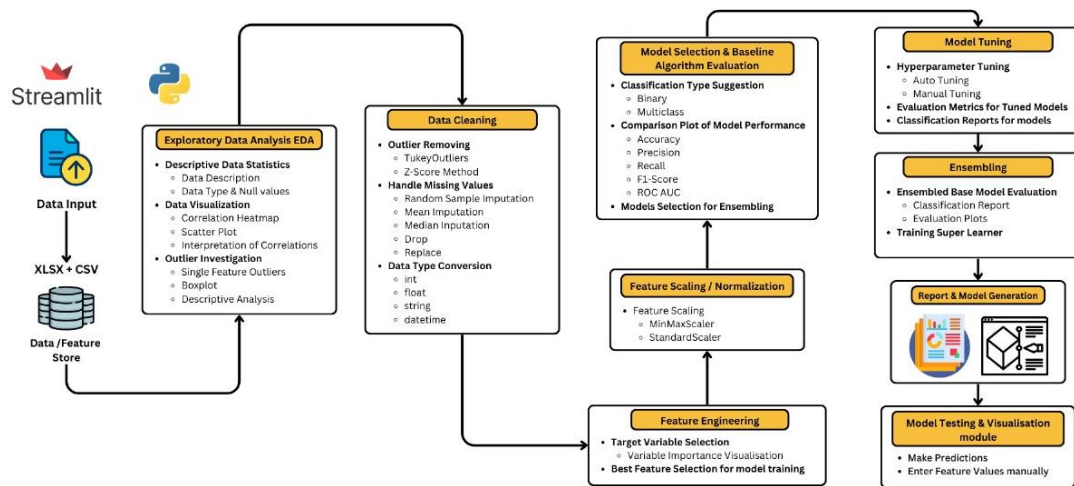 Streamlit
Data Input
XLSX + CSV
Data /Feature
Store
Exploratory Data Analysis EDA
• Descriptive Data Statistics
◦ Data Description
◦ Data Type & Null values
• Data Visualization
◦ Correlation Heatmap
◦ Scatter Plot
◦ Interpretation of Correlations
• Outlier Investigation
◦ Single Feature Outliers
◦ Boxplot
◦ Descriptive Analysis
Data Cleaning
• Outlier Removing
◦ TukeyOutliers
◦ Z-Score Method
• Handle Missing Values
◦ Random Sample Imputation
◦ Mean Imputation
◦ Median Inputation
◦ Drop
◦ Replace
• Data Type Conversion
◦ int
◦ float
◦ string
◦ datetime
Feature Engineering
• Target Variable Selection
◦ Variable Importance Visualisation
• Best Feature Selection for model training
Feature Scaling / Normalization
• Feature Scaling
◦ MinMaxScaler
◦ StandardScaler
Model Selection & Baseline
Algorithm Evaluation
• Classification Type Suggestion
◦ Binary
◦ Multiclass
• Comparison Plot of Model Performance
◦ Accuracy
◦ Precision
◦ Recall
◦ F1-Score
◦ ROC AUC
• Models Selection for Ensembling
Model Tuning
• Hyperparameter Tuning
◦ Auto Tuning
◦ Manual Tuning
• Evaluation Metrics for Tuned Models
• Classification Reports for models
Ensembling
• Ensembled Base Model Evaluation
◦ Classification Report
◦ Evaluation Plots
• Training Super Learner
Report & Model Generation
Model Testing & Visualisation
module
• Make Predictions
• Enter Feature Values manually